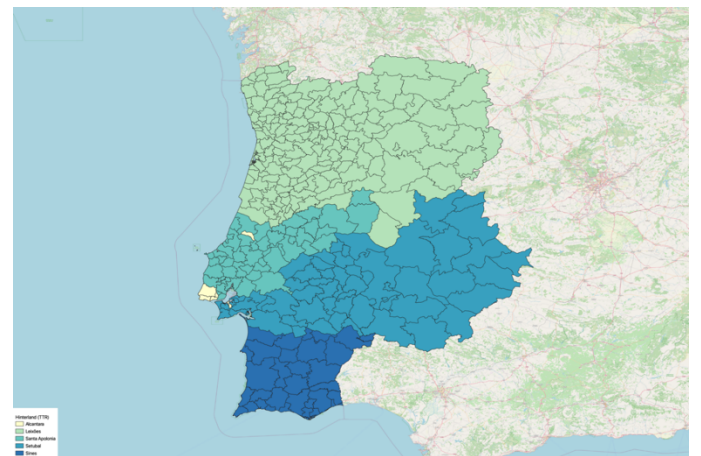 Hinterland (TTR)
Alcantara
Leixões
Santa Apolonia
Setubal
Sines